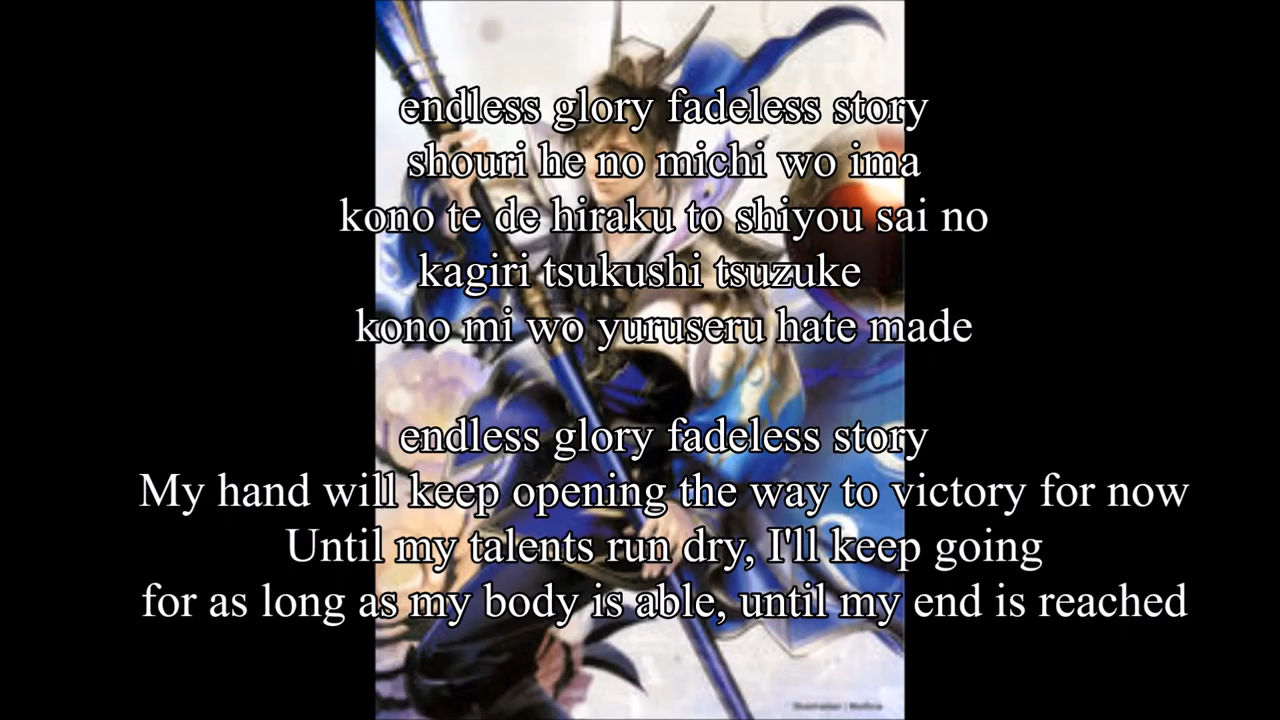 endless glory fadeless story
shouri he no michi wo ima
kono te de hiraku to shiyou sai no
kagiri tsukushi tsuzuke
kono mi wo yuruseru hate made
endless glory fadeless story
My hand will keep opening the way to victory for now
Until my talents run dry, I'll keep going
for as long as my body is able, until my end is reached